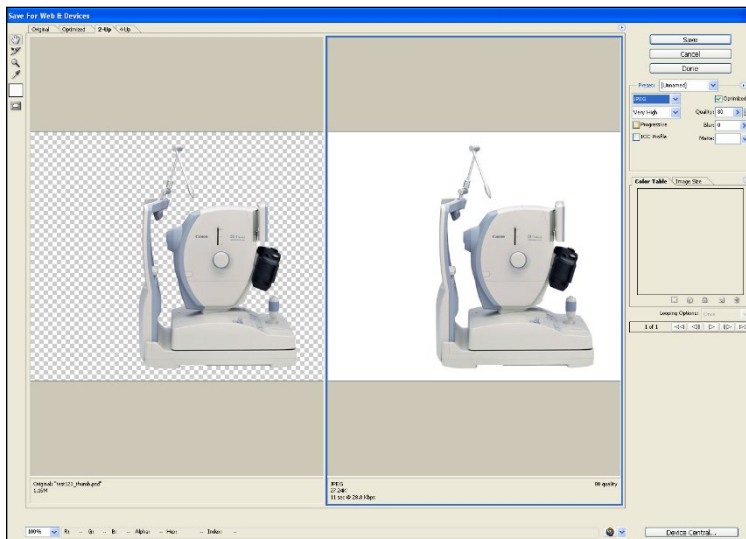 Save For Web & Devices
Original Optimized 2-Up 4-Up
Save
Cancel
Done
Preset: [Unnamed]
JPEG Optimized
Very High Quality: 80
Progressive Blur: 0
ICC Profile Matte:
Color Table Image Size
Looping Options:
1 of 1
Canon
Canon
Original: "test123_thumb.psd"
1.16M
JPEG 80 quality
27.24K
11 sec @ 28.8 Kbps
100% R: -- G: -- B: -- Alpha: -- Hex: -- Index: --
Device Central...